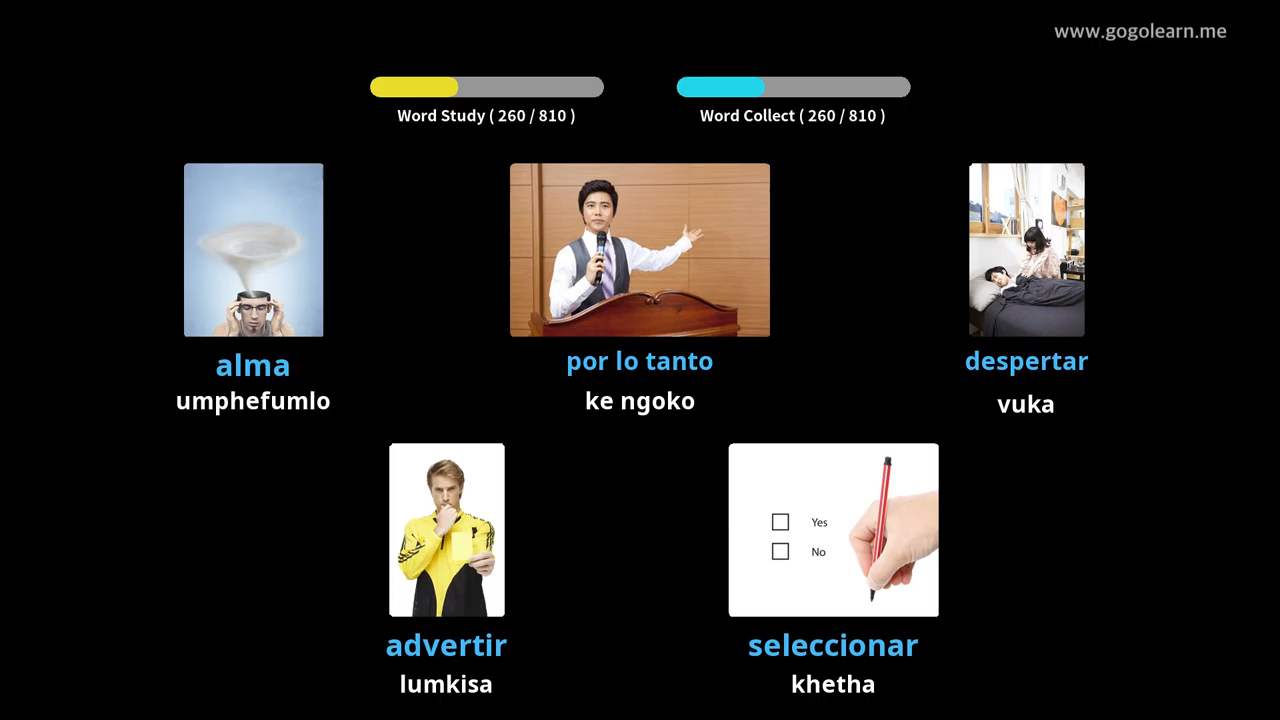 www.gogolearn.me
Word Study ( 260 / 810 )
Word Collect ( 260 / 810 )
alma
umphefumlo
por lo tanto
ke ngoko
despertar
vuka
Yes
No
advertir
lumkisa
seleccionar
khetha